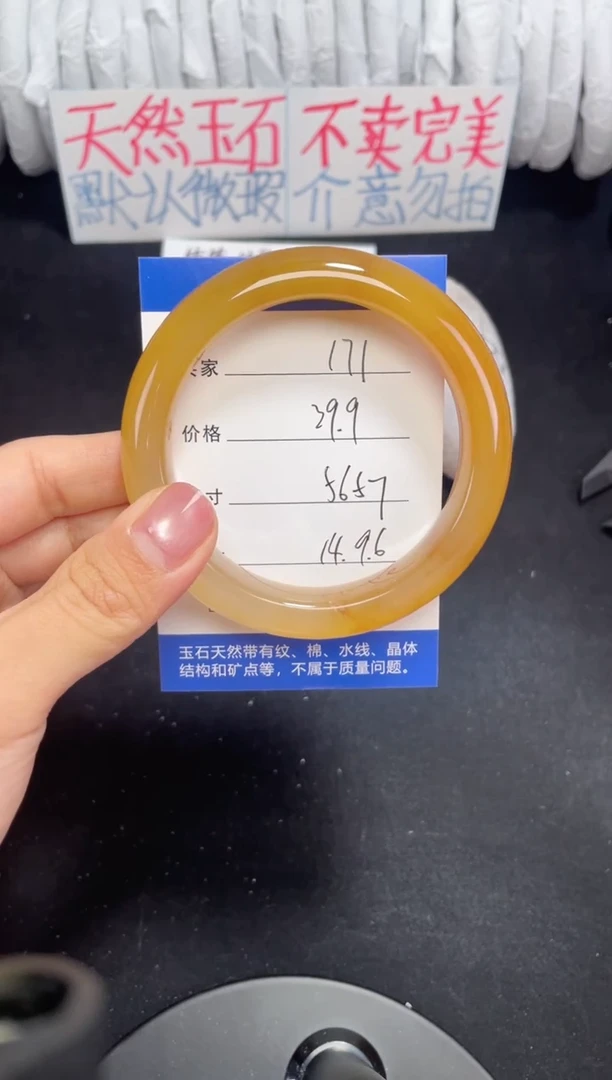 天然玉石 不卖完美
默认微瑕 介意勿拍
家 171
价格 39.9
寸 5657
14.9.6
玉石天然带有纹、棉、水线、晶体
结构和矿点等，不属于质量问题。